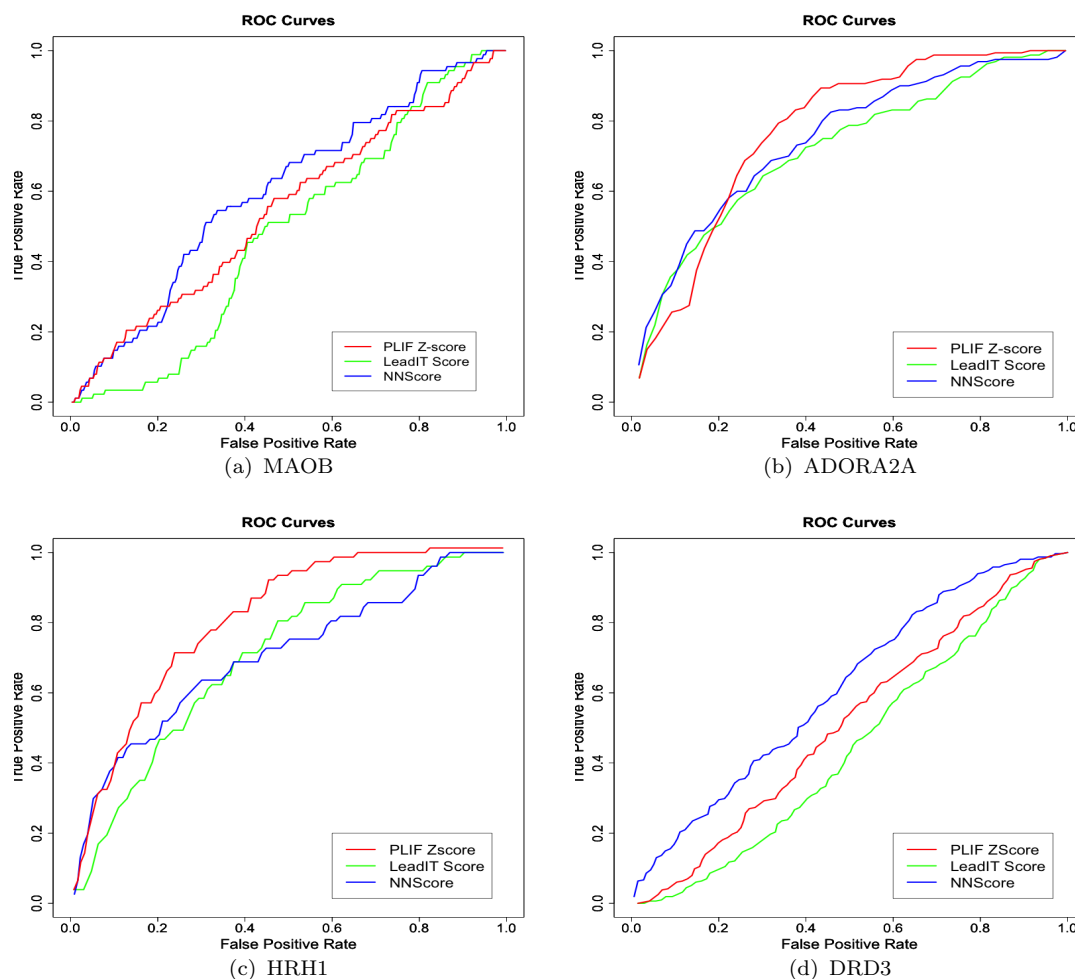 ROC Curves
True Positive Rate
1.0
0.8
0.6
0.4
0.2
0.0
PLIF Z-score
LeadIT Score
NNScore
0.0 0.2 0.4 0.6 0.8 1.0
False Positive Rate
(a) MAOB
ROC Curves
True Positive Rate
1.0
0.8
0.6
0.4
0.2
0.0
PLIF Z-score
LeadIT Score
NNScore
0.0 0.2 0.4 0.6 0.8 1.0
False Positive Rate
(b) ADORA2A
ROC Curves
True Positive Rate
1.0
0.8
0.6
0.4
0.2
0.0
PLIF Zscore
LeadIT Score
NNScore
0.0 0.2 0.4 0.6 0.8 1.0
False Positive Rate
(c) HRH1
ROC Curves
True Positive Rate
1.0
0.8
0.6
0.4
0.2
0.0
PLIF ZScore
LeadIT Score
NNScore
0.0 0.2 0.4 0.6 0.8 1.0
False Positive Rate
(d) DRD3